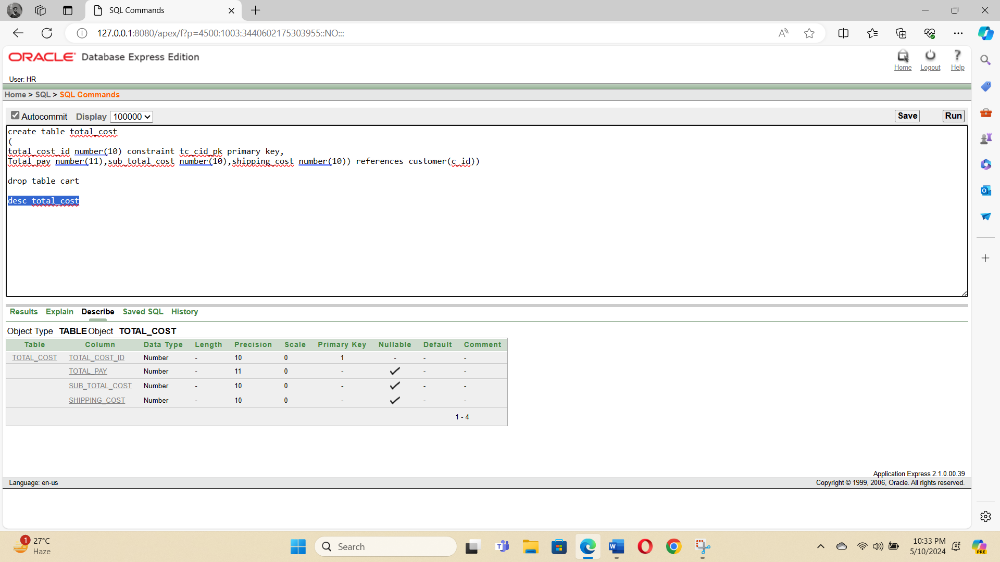 SQL Commands
127.0.0.1:8080/apex/f?p=4500:1003:3440602175303955::NO:::
ORACLE Database Express Edition
Home Logout Help
User: HR
Home > SQL > SQL Commands
Autocommit Display 100000 Save Run
create table total_cost
(
total_cost_id number(10) constraint tc_cid_pk primary key,
Total_pay number(11),sub_total_cost number(10),shipping_cost number(10)) references customer(c_id))
drop table cart
desc total_cost
Results Explain Describe Saved SQL History
Object Type TABLE Object TOTAL_COST
Table Column Data Type Length Precision Scale Primary Key Nullable Default Comment
TOTAL_COST TOTAL_COST_ID Number - 10 0 1 - - -
TOTAL_PAY Number - 11 0 - - -
SUB_TOTAL_COST Number - 10 0 - - -
SHIPPING_COST Number - 10 0 - - -
1 - 4
Application Express 2.1.0.00.39
Language: en-us Copyright © 1999, 2006, Oracle. All rights reserved.
1 27°C
Haze
Search
10:33 PM
5/10/2024
PRE